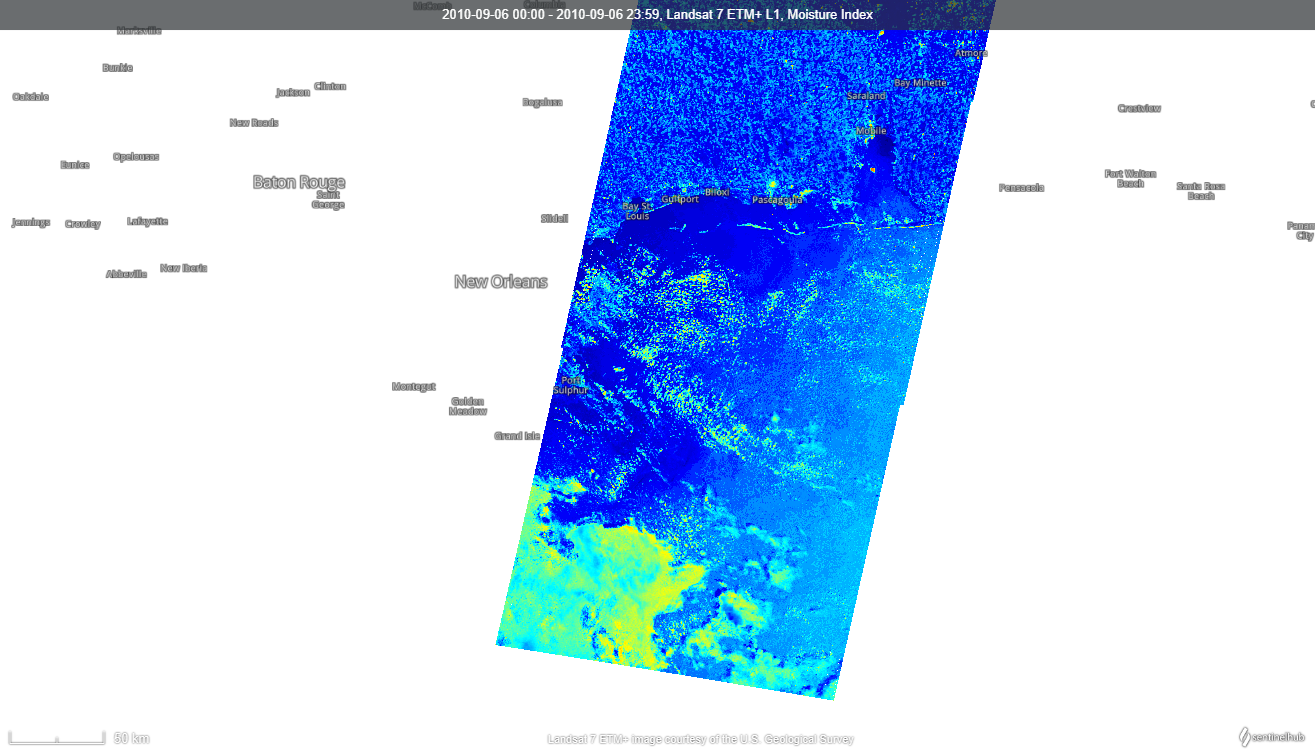 McComb
Columbia
2010-09-06 00:00 - 2010-09-06 23:59, Landsat 7 ETM+ L1, Moisture Index
Marksville
Atmore
Bunkie
Bay Minette
Jackson
Clinton
Oakdale
Saraland
Bogalusa
Crestview
New Roads
Mobile
Opelousas
Eunice
Fort Walton
Beach
Baton Rouge
Pensacola
Santa Rosa
Beach
Saint
George
Biloxi
Gulfport
Pascagoula
Bay St.
Louis
Jennings
Crowley
Lafayette
Slidell
Panam
City
Abbeville
New Iberia
New Orleans
Port
Sulphur
Montegut
Golden
Meadow
Grand Isle
50 km
Landsat 7 ETM+ image courtesy of the U.S. Geological Survey
sentinelhub